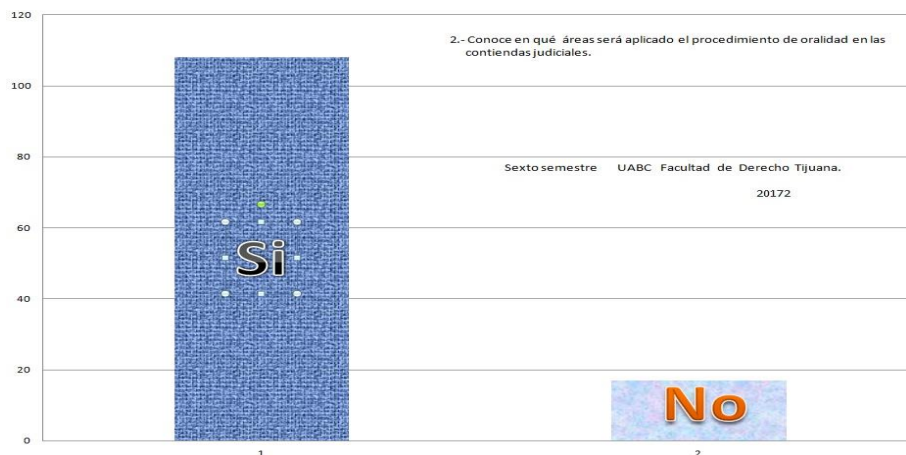 120
2.- Conoce en qué áreas será aplicado el procedimiento de oralidad en las
contiendas judiciales.
100
80
Sexto semestre UABC Facultad de Derecho Tijuana.
20172
60
Si
40
20
No
0
1
2